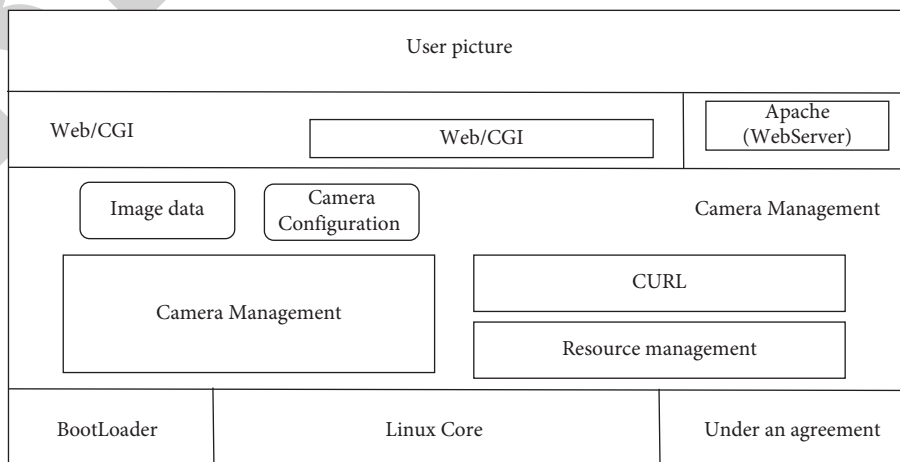 User picture
Web/CGI
Web/CGI
Apache
(WebServer)
Image data
Camera
Configuration
Camera Management
Camera Management
CURL
Resource management
BootLoader
Linux Core
Under an agreement